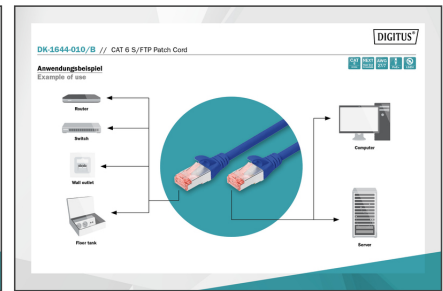 DIGITUS®
DK-1644-010/B // CAT 6 S/FTP Patch Cord
Anwendungsbeispiel
Example of use
Router
Switch
Wall outlet
Floor tank
Computer
Server